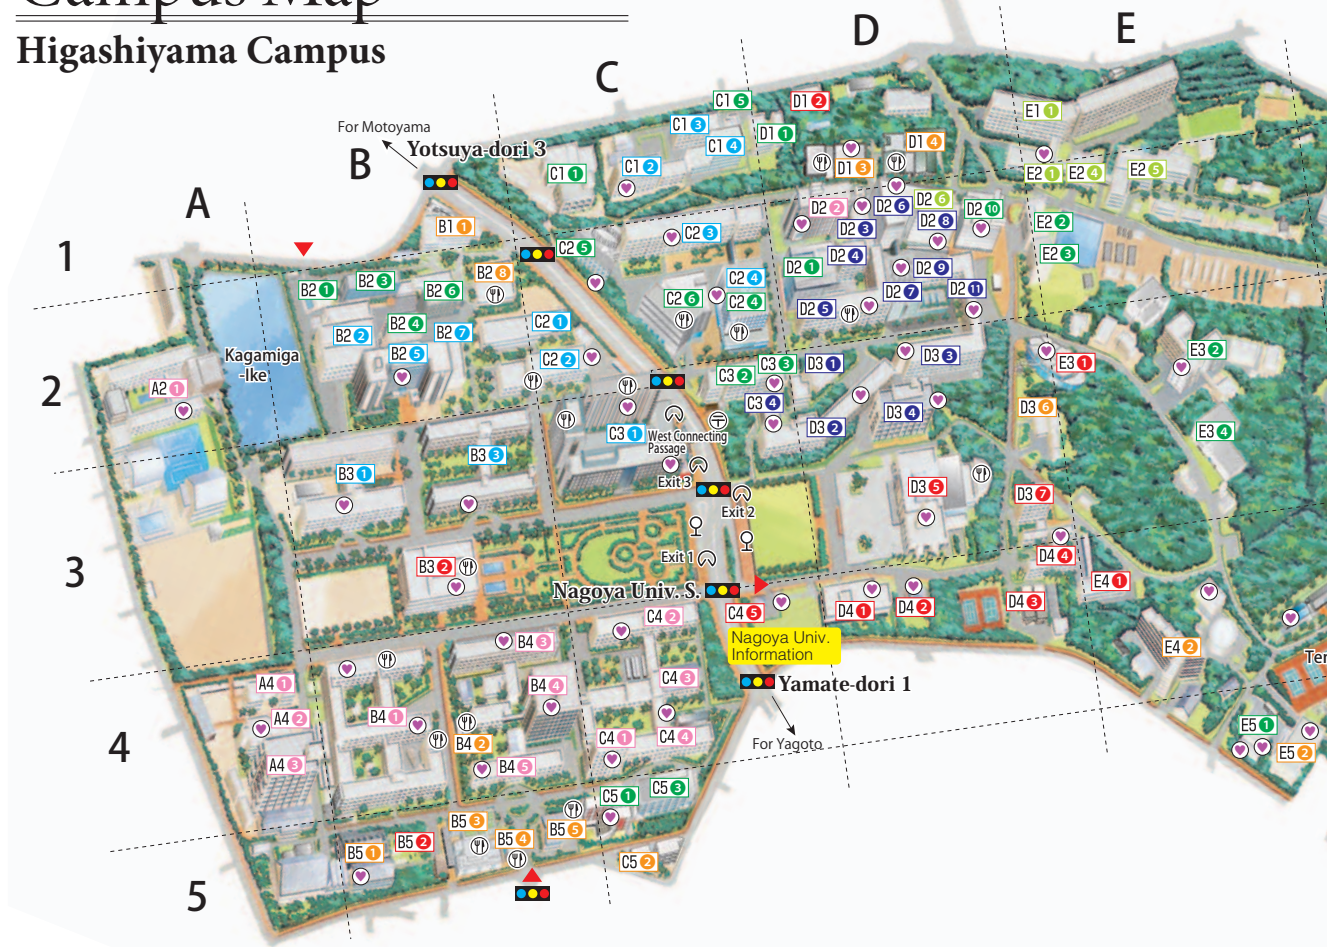 Campus Map
Higashiyama Campus
A
B
C
D
E
1
2
3
4
5
For Motoyama
Yotsuya-dori 3
C1 5
D1 2
C1 3
D1 1
C1 4
D1 4
C1 1
C1 2
D1 3
E1 1
E2 1
E2 4
E2 5
B1 1
C2 5
C2 3
D2 2
D2 6
D2 6
D2 10
D2 3
D2 8
E2 2
E2 3
B2 1
B2 3
B2 6
B2 8
D2 1
D2 4
D2 9
C2 4
C2 6
C2 4
D2 7
D2 11
D2 5
B2 2
B2 4
B2 7
B2 5
C2 1
C2 2
Kagamiga
-Ike
A2 1
C3 2
C3 3
D3 1
D3 3
E3 1
E3 2
C3 4
D3 2
D3 4
D3 6
E3 4
C3 1
West Connecting
Passage
B3 1
B3 3
Exit 3
Exit 2
D3 5
D3 7
B3 2
Exit 1
Nagoya Univ. S.
C4 5
D4 1
D4 2
D4 3
D4 4
E4 1
Nagoya Univ.
Information
Yamate-dori 1
For Yagoto
E4 2
Ter
B4 3
C4 2
A4 1
B4 4
C4 3
A4 2
B4 1
B4 2
C4 1
C4 4
A4 3
B4 5
E5 1
E5 2
C5 1
C5 3
B5 3
B5 2
B5 4
B5 5
B5 1
C5 2